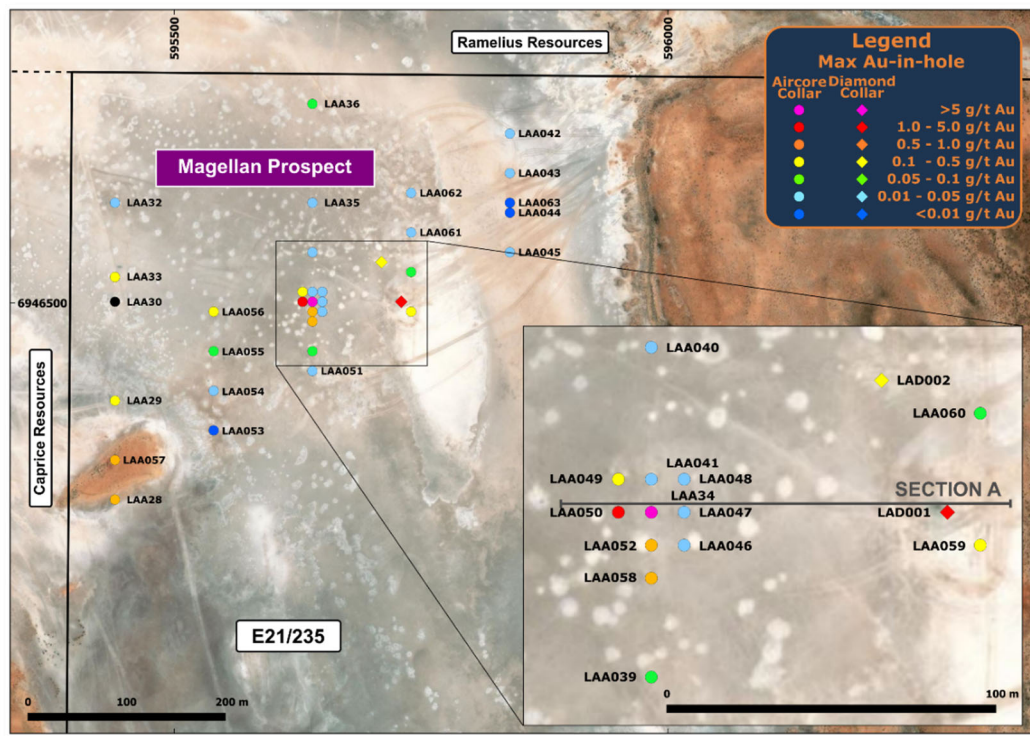 595500
596000
Ramelius Resources
Legend
Max Au-in-hole
Aircore Diamond
Collar Collar
>5 g/t Au
1.0 - 5.0 g/t Au
0.5 - 1.0 g/t Au
0.1 - 0.5 g/t Au
0.05 - 0.1 g/t Au
0.01 - 0.05 g/t Au
<0.01 g/t Au
LAA36
LAA042
Magellan Prospect
LAA043
LAA062
LAA32
LAA35
LAA063
LAA044
LAA061
LAA045
LAA33
6946500
LAA30
LAA056
LAA055
LAA051
LAA054
LAA29
LAA053
Caprice Resources
LAA057
LAA28
E21/235
0 100 200 m
LAA040
LAD002
LAA060
LAA041
LAA049
LAA048
SECTION A
LAA34
LAA050
LAA047
LAD001
LAA052
LAA046
LAA059
LAA058
LAA039
0 100 m